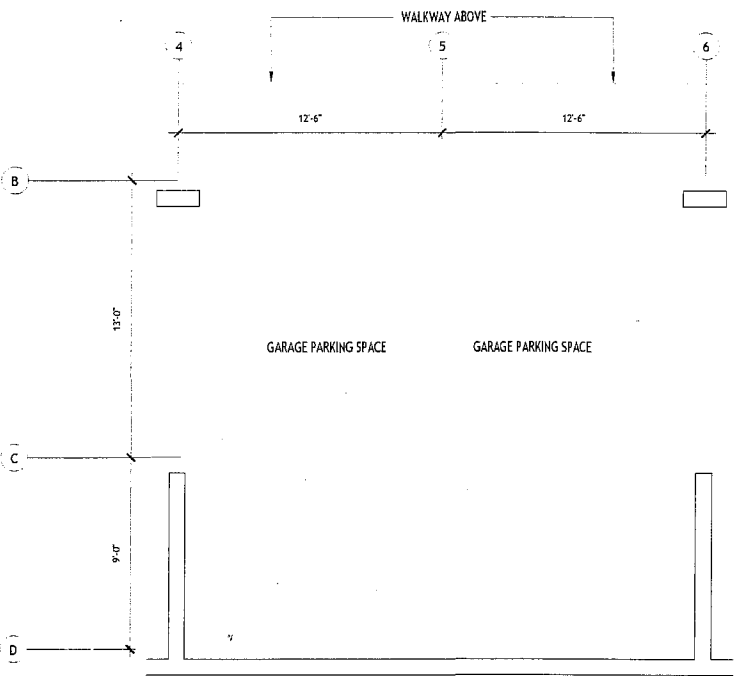 WALKWAY ABOVE
4
5
6
12'-6"
12'-6"
B
13'-0"
GARAGE PARKING SPACE
GARAGE PARKING SPACE
C
9'-0"
D